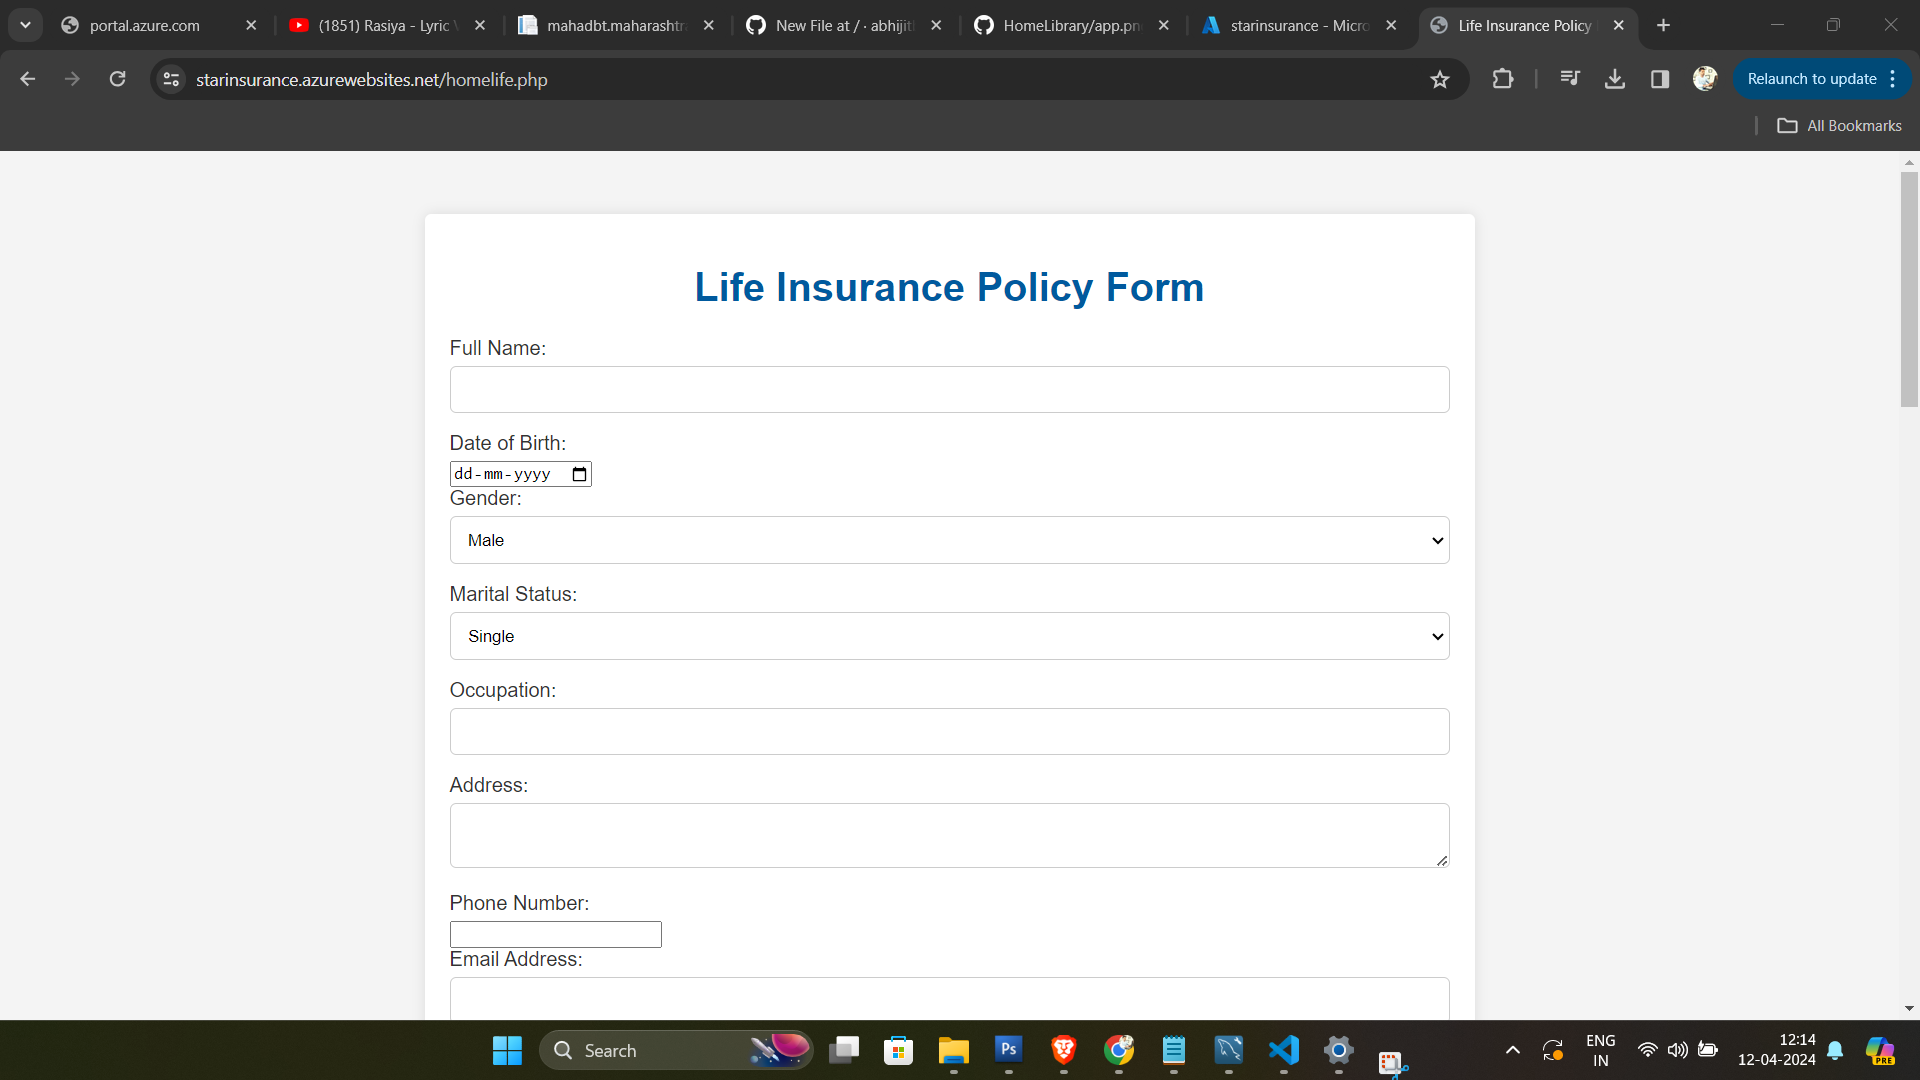 portal.azure.com
(1851) Rasiya - Lyric
mahadbt.maharashtr
New File at / · abhijit
HomeLibrary/app.pn
starinsurance - Micro
Life Insurance Policy
starinsurance.azurewebsites.net/homelife.php
Relaunch to update
All Bookmarks
Life Insurance Policy Form
Full Name:
Date of Birth:
dd-mm-yyyy
Gender:
Male
Marital Status:
Single
Occupation:
Address:
Phone Number:
Email Address:
Search
Ps
ENG
IN
12:14
12-04-2024
PRE